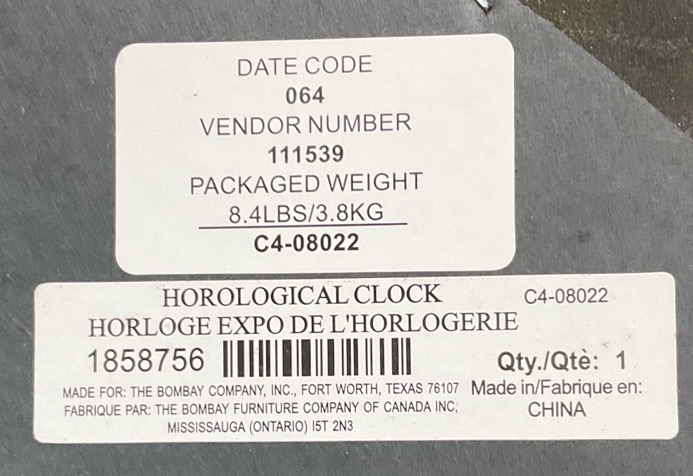 DATE CODE
064
VENDOR NUMBER
111539
PACKAGED WEIGHT
8.4LBS/3.8KG
C4-08022
HOROLOGICAL CLOCK C4-08022
HORLOGE EXPO DE L'HORLOGERIE
1858756 Qty./Qtè: 1
MADE FOR: THE BOMBAY COMPANY, INC., FORT WORTH, TEXAS 76107 Made in/Fabrique en:
FABRIQUE PAR: THE BOMBAY FURNITURE COMPANY OF CANADA INC, CHINA
MISSISSAUGA (ONTARIO) I5T 2N3